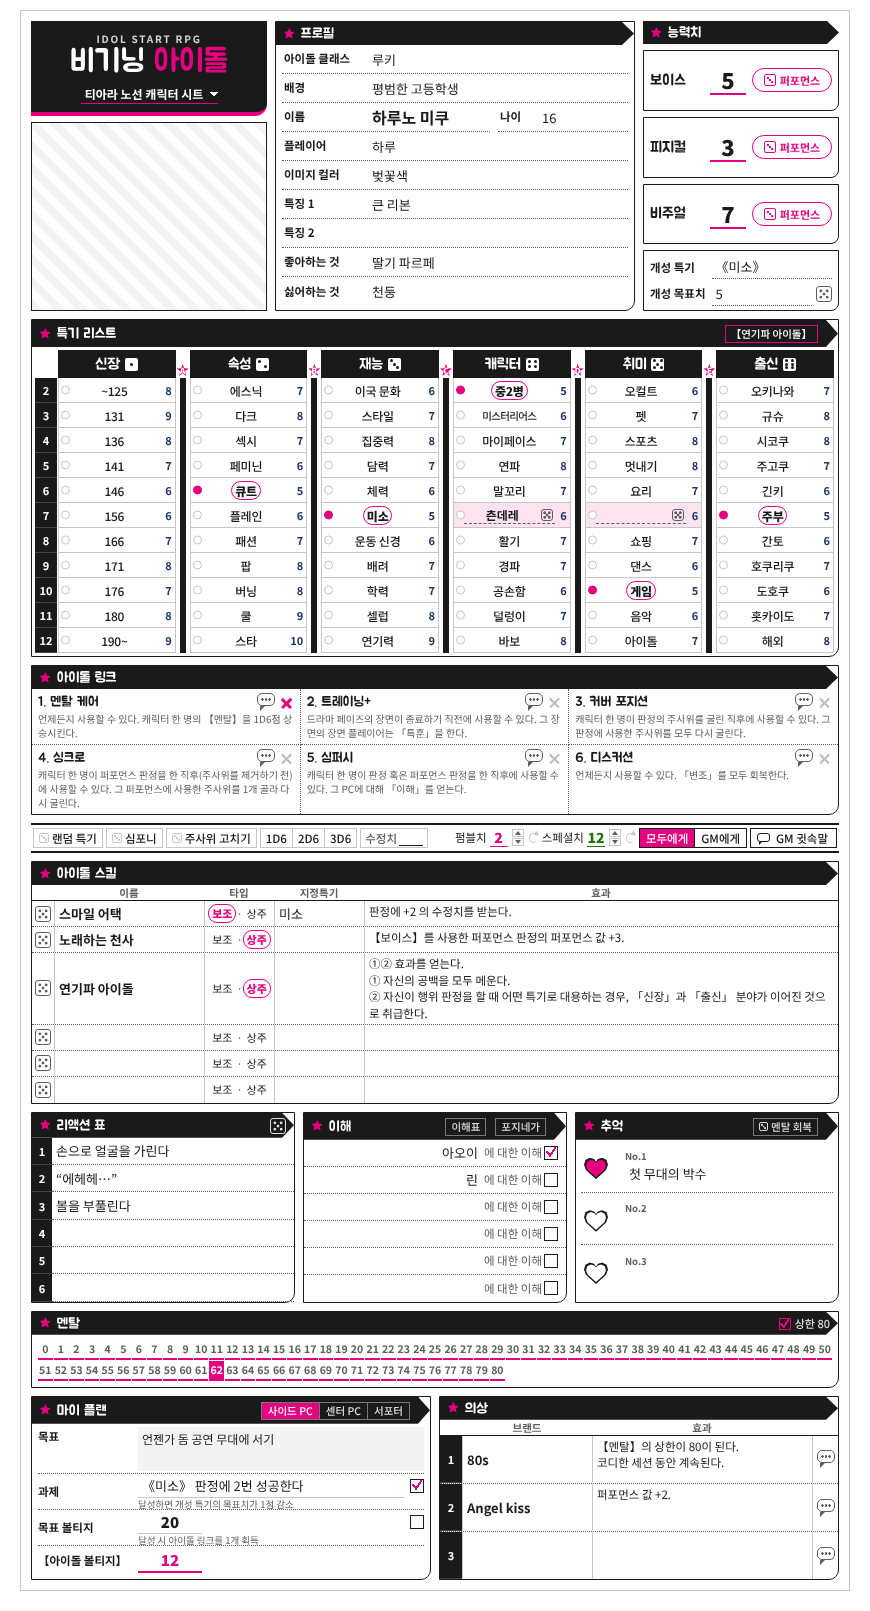 IDOL START RPG
비기닝 아이돌
티아라 노선 캐릭터 시트
프로필
아이돌 클래스 루키
배경 평범한 고등학생
이름 하루노 미쿠 나이 16
플레이어 하루
이미지 컬러 벚꽃색
특징 1 큰 리본
특징 2
좋아하는 것 딸기 파르페
싫어하는 것 천둥
능력치
보이스 5 퍼포먼스
피지컬 3 퍼포먼스
비주얼 7 퍼포먼스
개성 특기 《미소》
개성 목표치 5
특기 리스트 【연기파 아이돌】
신장 속성 재능 캐릭터 취미 출신
2 ~125 8 에스닉 7 이국 문화 6 중2병 5 오컬트 6 오키나와 7
3 131 9 다크 8 스타일 7 미스터리어스 6 펫 7 규슈 8
4 136 8 섹시 7 집중력 8 마이페이스 7 스포츠 8 시코쿠 8
5 141 7 페미닌 6 담력 7 연파 8 멋내기 8 주고쿠 7
6 146 6 큐트 5 체력 6 말꼬리 7 요리 7 긴키 6
7 156 6 플레인 6 미소 5 츤데레 6 6 주부 5
8 166 7 패션 7 운동 신경 6 활기 7 쇼핑 7 간토 6
9 171 8 팝 8 배려 7 경파 7 댄스 6 호쿠리쿠 7
10 176 7 버닝 8 학력 7 공손함 6 게임 5 도호쿠 6
11 180 8 쿨 9 셀럽 8 덜렁이 7 음악 6 홋카이도 7
12 190~ 9 스타 10 연기력 9 바보 8 아이돌 7 해외 8
아이돌 링크
1. 멘탈 케어
언제든지 사용할 수 있다. 캐릭터 한 명의 【멘탈】을 1D6점 상
승시킨다.
2. 트레이닝+
드라마 페이즈의 장면이 종료하기 직전에 사용할 수 있다. 그 장
면의 장면 플레이어는 「특훈」을 한다.
3. 커버 포지션
캐릭터 한 명이 판정의 주사위를 굴린 직후에 사용할 수 있다. 그
판정에 사용한 주사위를 모두 다시 굴린다.
4. 싱크로
캐릭터 한 명이 퍼포먼스 판정을 한 직후(주사위를 제거하기 전)
에 사용할 수 있다. 그 퍼포먼스에 사용한 주사위를 1개 골라 다
시 굴린다.
5. 심퍼시
캐릭터 한 명이 판정 혹은 퍼포먼스 판정을 한 직후에 사용할 수
있다. 그 PC에 대해 「이해」를 얻는다.
6. 디스커션
언제든지 사용할 수 있다. 「변조」를 모두 회복한다.
랜덤 특기 심포니 주사위 고치기 1D6 2D6 3D6 수정치 펌블치 2 스페셜치 12 모두에게 GM에게 GM 귓속말
아이돌 스킬
이름 타입 지정특기 효과
스마일 어택 보조 · 상주 미소 판정에 +2 의 수정치를 받는다.
노래하는 천사 보조 · 상주 【보이스】를 사용한 퍼포먼스 판정의 퍼포먼스 값 +3.
연기파 아이돌 보조 · 상주 ①② 효과를 얻는다.
① 자신의 공백을 모두 메운다.
② 자신이 행위 판정을 할 때 어떤 특기로 대용하는 경우, 「신장」과 「출신」 분야가 이어진 것으
로 취급한다.
보조 · 상주
보조 · 상주
보조 · 상주
리액션 표
1 손으로 얼굴을 가린다
2 “에헤헤…”
3 볼을 부풀린다
4
5
6
이해 이해표 포지네가
아오이 에 대한 이해
린 에 대한 이해
에 대한 이해
에 대한 이해
에 대한 이해
에 대한 이해
추억 멘탈 회복
No.1
첫 무대의 박수
No.2
No.3
멘탈 상한 80
0 1 2 3 4 5 6 7 8 9 10 11 12 13 14 15 16 17 18 19 20 21 22 23 24 25 26 27 28 29 30 31 32 33 34 35 36 37 38 39 40 41 42 43 44 45 46 47 48 49 50
51 52 53 54 55 56 57 58 59 60 61 62 63 64 65 66 67 68 69 70 71 72 73 74 75 76 77 78 79 80
마이 플랜 사이드 PC 센터 PC 서포터
목표 언젠가 돔 공연 무대에 서기
과제 《미소》 판정에 2번 성공한다
달성하면 개성 특기의 목표치가 1점 감소
목표 볼티지 20
달성 시 아이돌 링크를 1개 획득
【아이돌 볼티지】 12
의상
브랜드 효과
1 80s 【멘탈】의 상한이 80이 된다.
코디한 세션 동안 계속된다.
2 Angel kiss 퍼포먼스 값 +2.
3